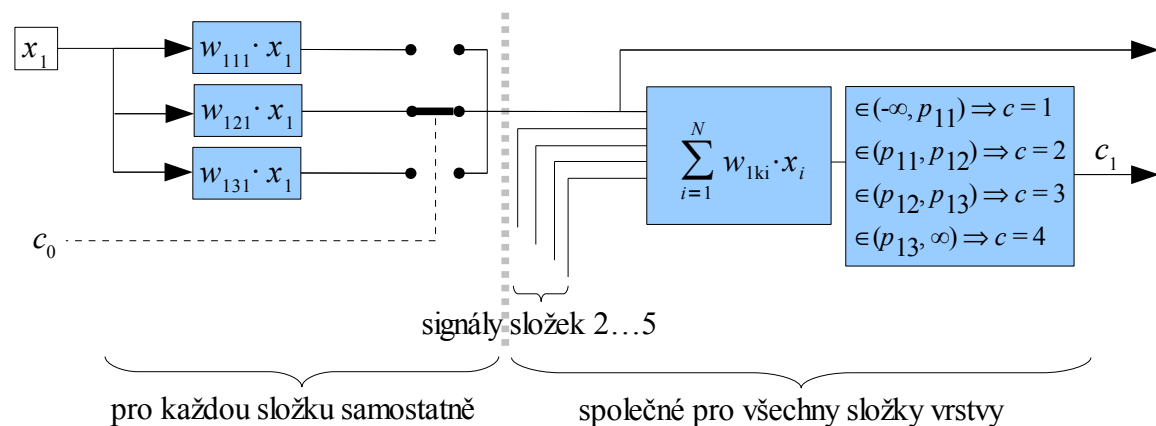 x₁
w₁₁₁ · x₁
w₁₂₁ · x₁
w₁₃₁ · x₁
c₀
N
∑ w₁ₖᵢ · xᵢ
i=1
∈(-∞, p₁₁) ⇒ c = 1
∈(p₁₁, p₁₂) ⇒ c = 2
∈(p₁₂, p₁₃) ⇒ c = 3
∈(p₁₃, ∞) ⇒ c = 4
c₁
signály složek 2…5
pro každou složku samostatně
společné pro všechny složky vrstvy